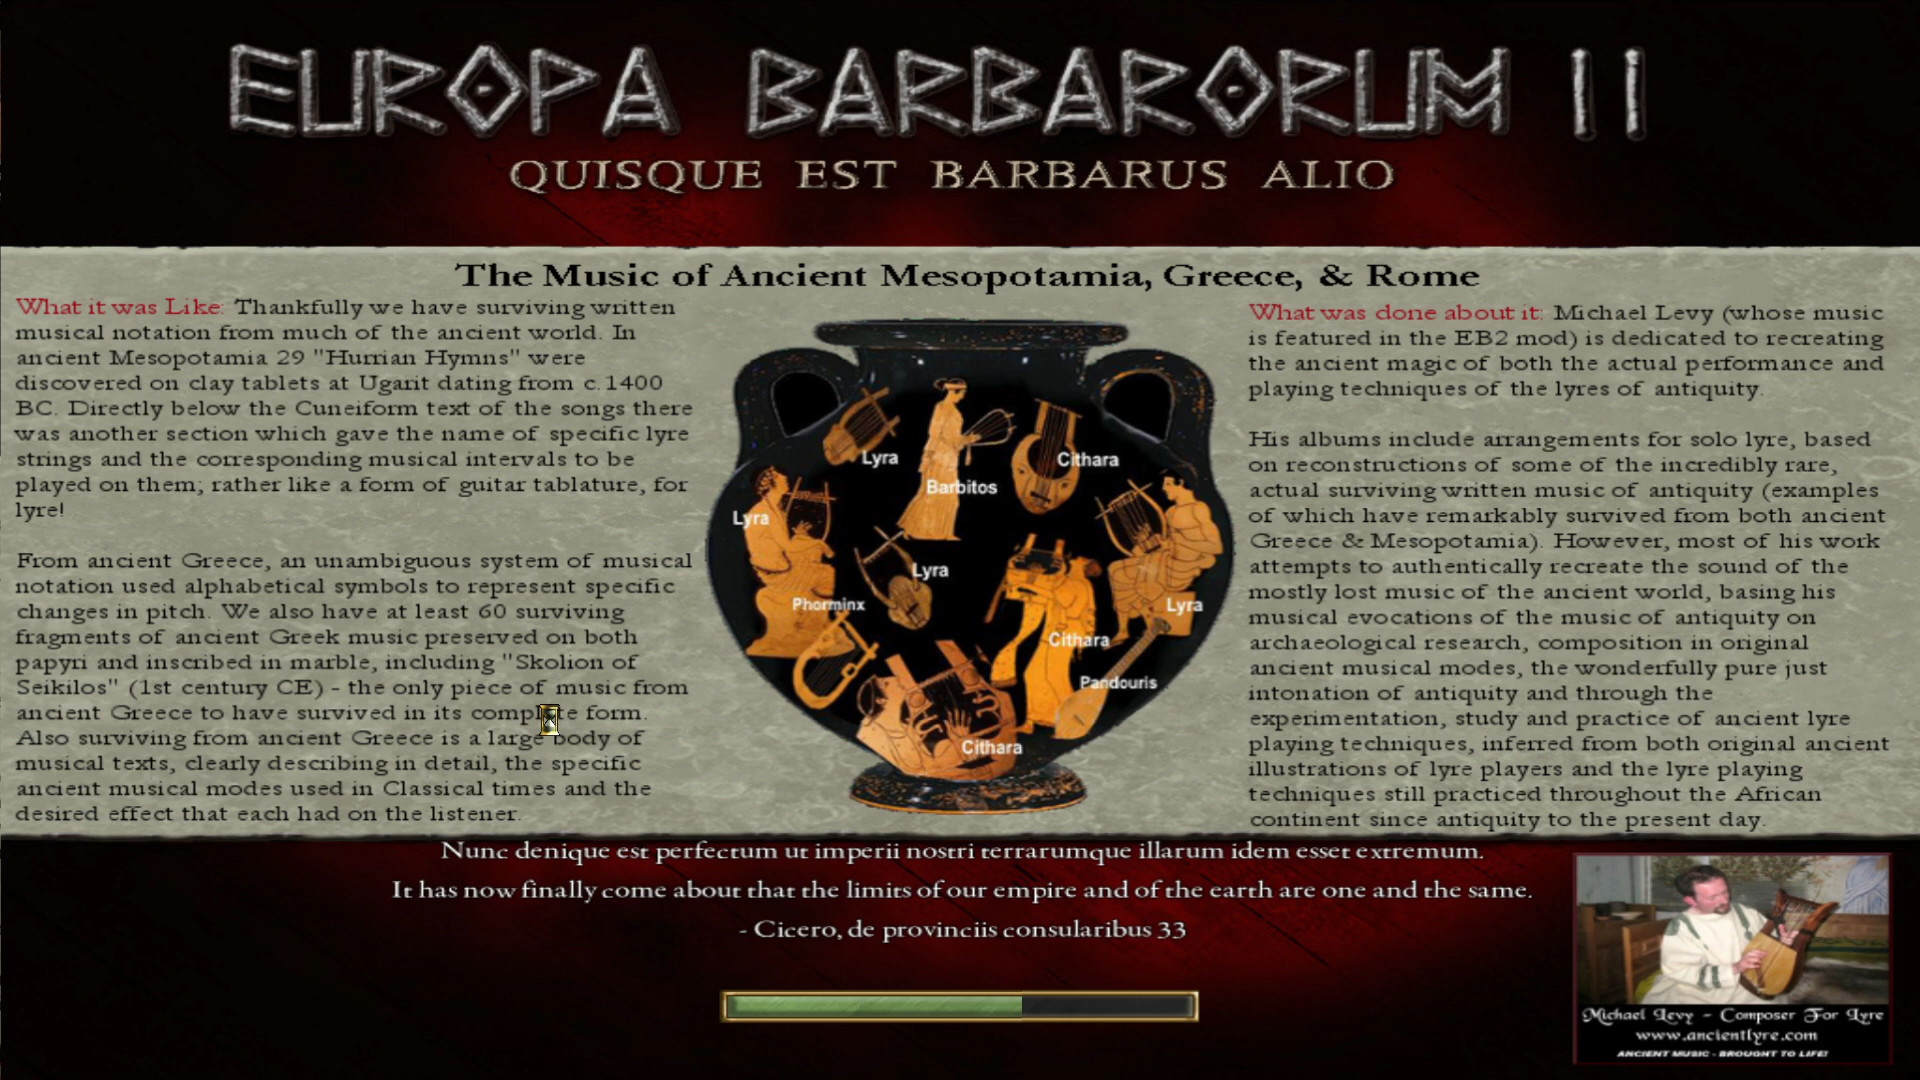 EUROPA BARBARORUM II
QUISQUE EST BARBARUS ALIO
The Music of Ancient Mesopotamia, Greece, & Rome
What it was Like: Thankfully we have surviving written
musical notation from much of the ancient world. In
ancient Mesopotamia 29 "Hurrian Hymns" were
discovered on clay tablets at Ugarit dating from c.1400
BC. Directly below the Cuneiform text of the songs there
was another section which gave the name of specific lyre
strings and the corresponding musical intervals to be
played on them; rather like a form of guitar tablature, for
lyre!
From ancient Greece, an unambiguous system of musical
notation used alphabetical symbols to represent specific
changes in pitch. We also have at least 60 surviving
fragments of ancient Greek music preserved on both
papyri and inscribed in marble, including "Skolion of
Seikilos" (1st century CE) - the only piece of music from
ancient Greece to have survived in its complete form.
Also surviving from ancient Greece is a large body of
musical texts, clearly describing in detail, the specific
ancient musical modes used in Classical times and the
desired effect that each had on the listener.
Lyra
Barbitos
Cithara
Lyra
Lyra
Phorminx
Lyra
Cithara
Pandouris
Cithara
What was done about it: Michael Levy (whose music
is featured in the EB2 mod) is dedicated to recreating
the ancient magic of both the actual performance and
playing techniques of the lyres of antiquity.
His albums include arrangements for solo lyre, based
on reconstructions of some of the incredibly rare,
actual surviving written music of antiquity (examples
of which have remarkably survived from both ancient
Greece & Mesopotamia). However, most of his work
attempts to authentically recreate the sound of the
mostly lost music of the ancient world, basing his
musical evocations of the music of antiquity on
archaeological research, composition in original
ancient musical modes, the wonderfully pure just
intonation of antiquity and through the
experimentation, study and practice of ancient lyre
playing techniques, inferred from both original ancient
illustrations of lyre players and the lyre playing
techniques still practiced throughout the African
continent since antiquity to the present day.
Nunc denique est perfectum ut imperii nostri terrarumque illarum idem esset extremum.
It has now finally come about that the limits of our empire and of the earth are one and the same.
- Cicero, de provinciis consularibus 33
Michael Levy - Composer For Lyre
www.ancientlyre.com
ANCIENT MUSIC - BROUGHT TO LIFE!